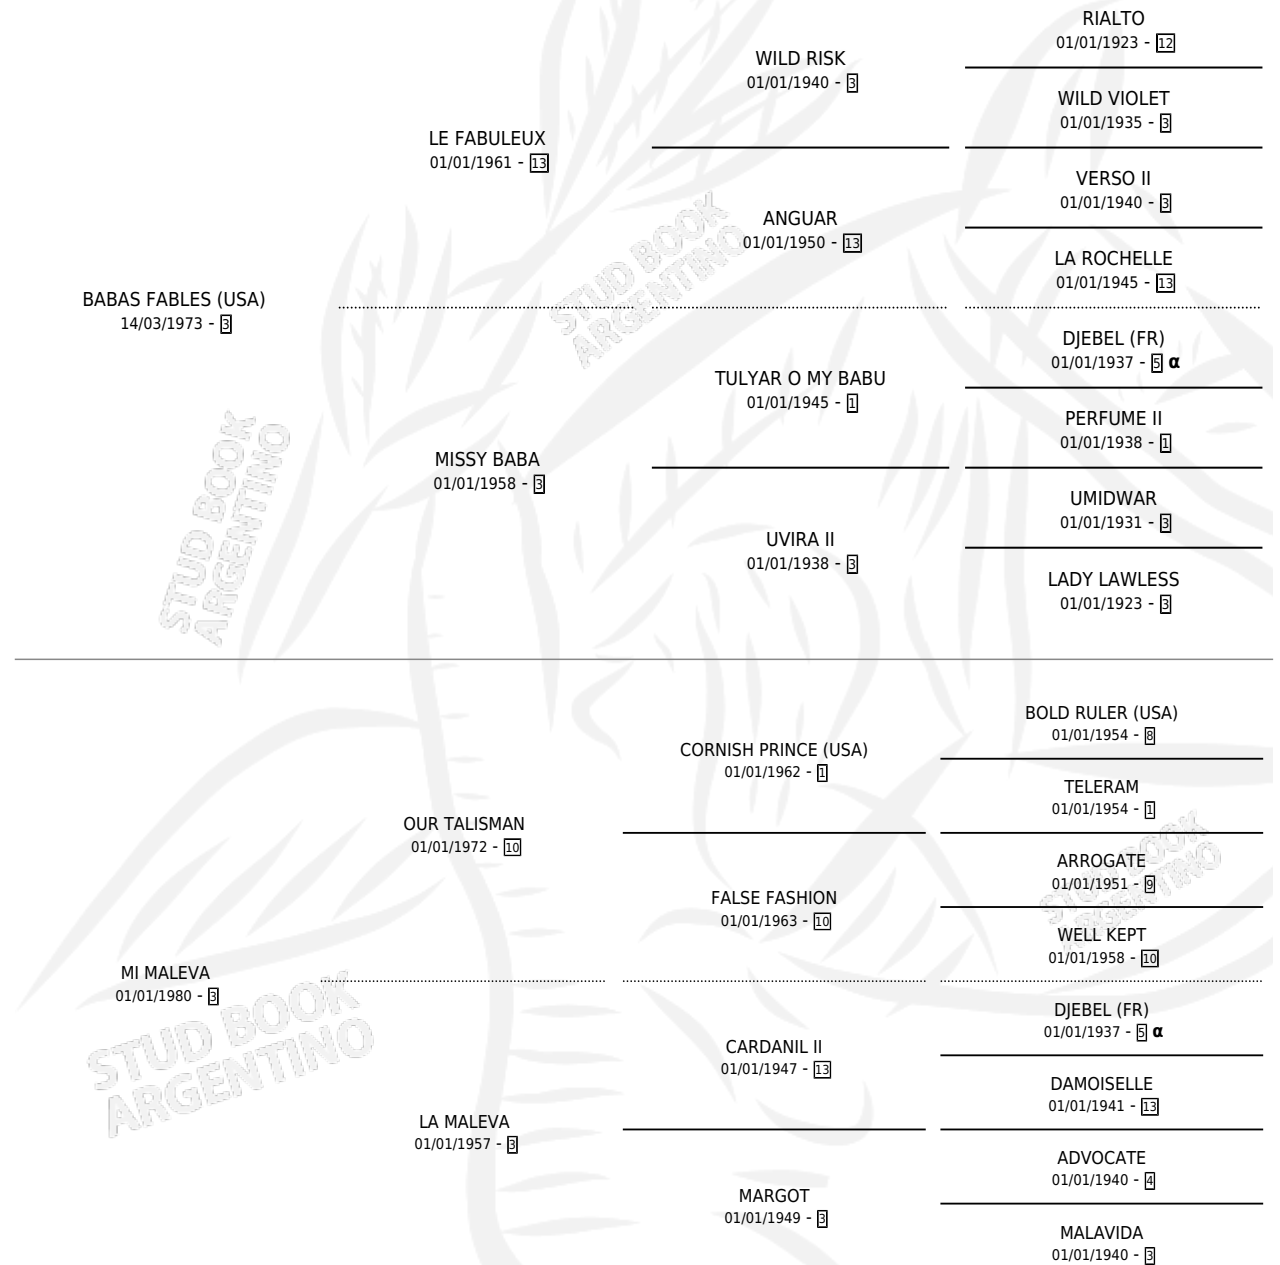 RIALTO
01/01/1923 - 12
WILD RISK
01/01/1940 - 3
WILD VIOLET
01/01/1935 - 3
LE FABULEUX
01/01/1961 - 13
VERSO II
01/01/1940 - 3
ANGUAR
01/01/1950 - 13
LA ROCHELLE
01/01/1945 - 13
BABAS FABLES (USA)
14/03/1973 - 3
DJEBEL (FR)
01/01/1937 - 5 α
TULYAR O MY BABU
01/01/1945 - 1
PERFUME II
01/01/1938 - 1
MISSY BABA
01/01/1958 - 3
UMIDWAR
01/01/1931 - 3
UVIRA II
01/01/1938 - 3
LADY LAWLESS
01/01/1923 - 3
BOLD RULER (USA)
01/01/1954 - 8
CORNISH PRINCE (USA)
01/01/1962 - 1
TELERAM
01/01/1954 - 1
OUR TALISMAN
01/01/1972 - 10
ARROGATE
01/01/1951 - 9
FALSE FASHION
01/01/1963 - 10
WELL KEPT
01/01/1958 - 10
MI MALEVA
01/01/1980 - 3
DJEBEL (FR)
01/01/1937 - 5 α
CARDANIL II
01/01/1947 - 13
DAMOISELLE
01/01/1941 - 13
LA MALEVA
01/01/1957 - 3
ADVOCATE
01/01/1940 - 4
MARGOT
01/01/1949 - 3
MALAVIDA
01/01/1940 - 3
STUD BOOK
ARGENTINO
STUD BOOK
ARGENTINO
STUD BOOK
ARGENTINO
STUD BOOK
ARGENTINO